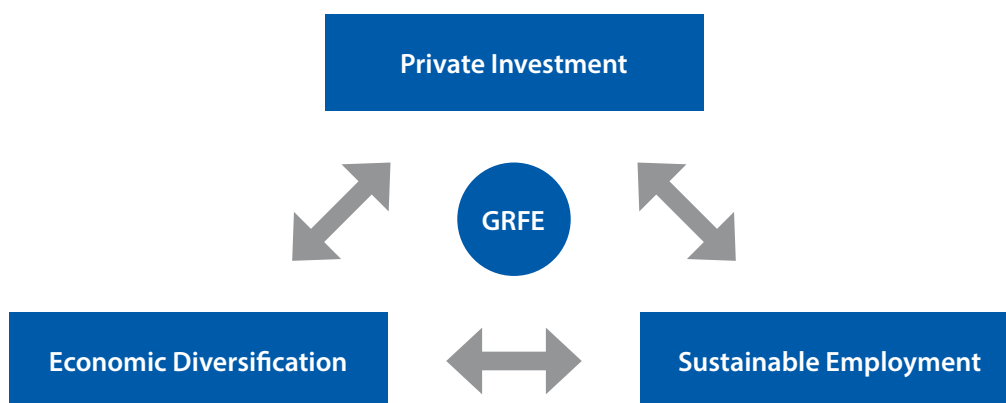 Private Investment
GRFE
Economic Diversification
Sustainable Employment